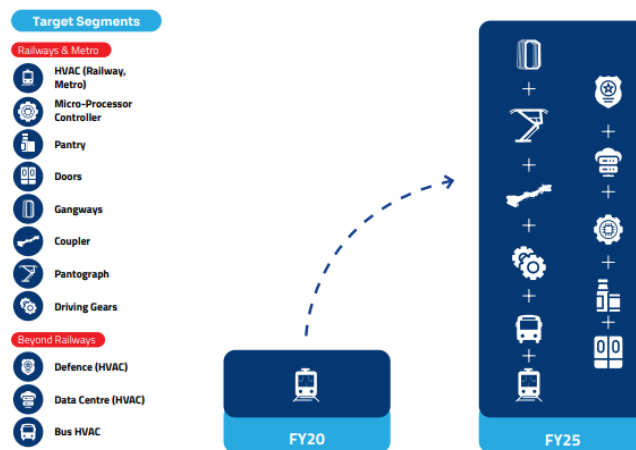 Target Segments
Railways & Metro
HVAC (Railway,
Metro)
Micro-Processor
Controller
Pantry
Doors
Gangways
Coupler
Pantograph
Driving Gears
Beyond Railways
Defence (HVAC)
Data Centre (HVAC)
Bus HVAC
FY20
FY25